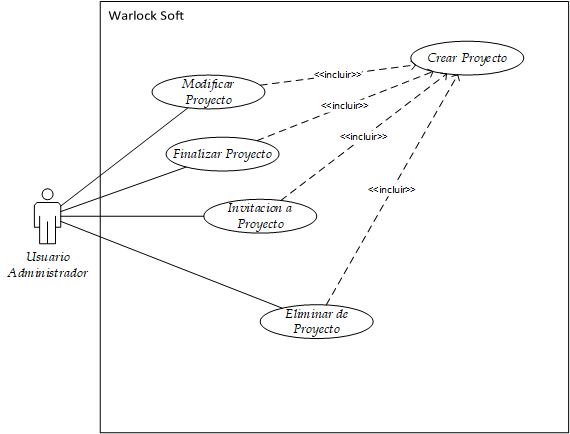 Warlock Soft
Crear Proyecto
<<incluir>>
Modificar
Proyecto
<<incluir>>
<<incluir>>
Finalizar Proyecto
<<incluir>>
Invitacion a
Proyecto
Usuario
Administrador
Eliminar de
Proyecto